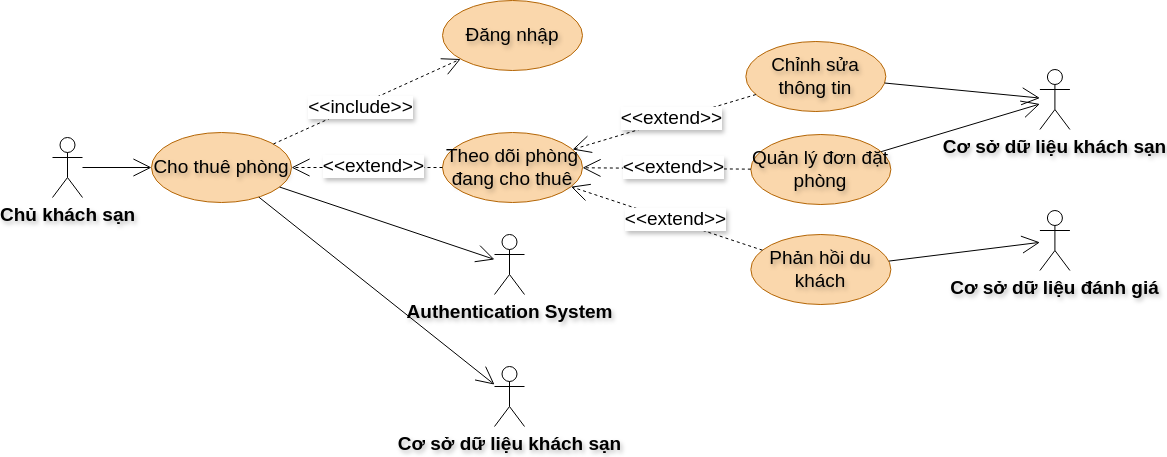 Đăng nhập
<<include>>
Chủ khách sạn
Cho thuê phòng
<<extend>>
Theo dõi phòng
đang cho thuê
<<extend>>
<<extend>>
<<extend>>
Chỉnh sửa
thông tin
Quản lý đơn đặt
phòng
Phản hồi du
khách
Cơ sở dữ liệu khách sạn
Cơ sở dữ liệu đánh giá
Authentication System
Cơ sở dữ liệu khách sạn